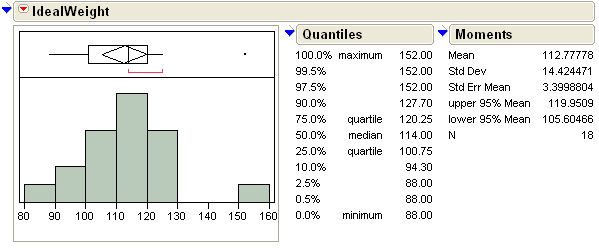 IdealWeight
80 90 100 110 120 130 140 150 160
Quantiles
100.0% maximum 152.00
99.5% 152.00
97.5% 152.00
90.0% 127.70
75.0% quartile 120.25
50.0% median 114.00
25.0% quartile 100.75
10.0% 94.30
2.5% 88.00
0.5% 88.00
0.0% minimum 88.00
Moments
Mean 112.77778
Std Dev 14.424471
Std Err Mean 3.3998804
upper 95% Mean 119.9509
lower 95% Mean 105.60466
N 18